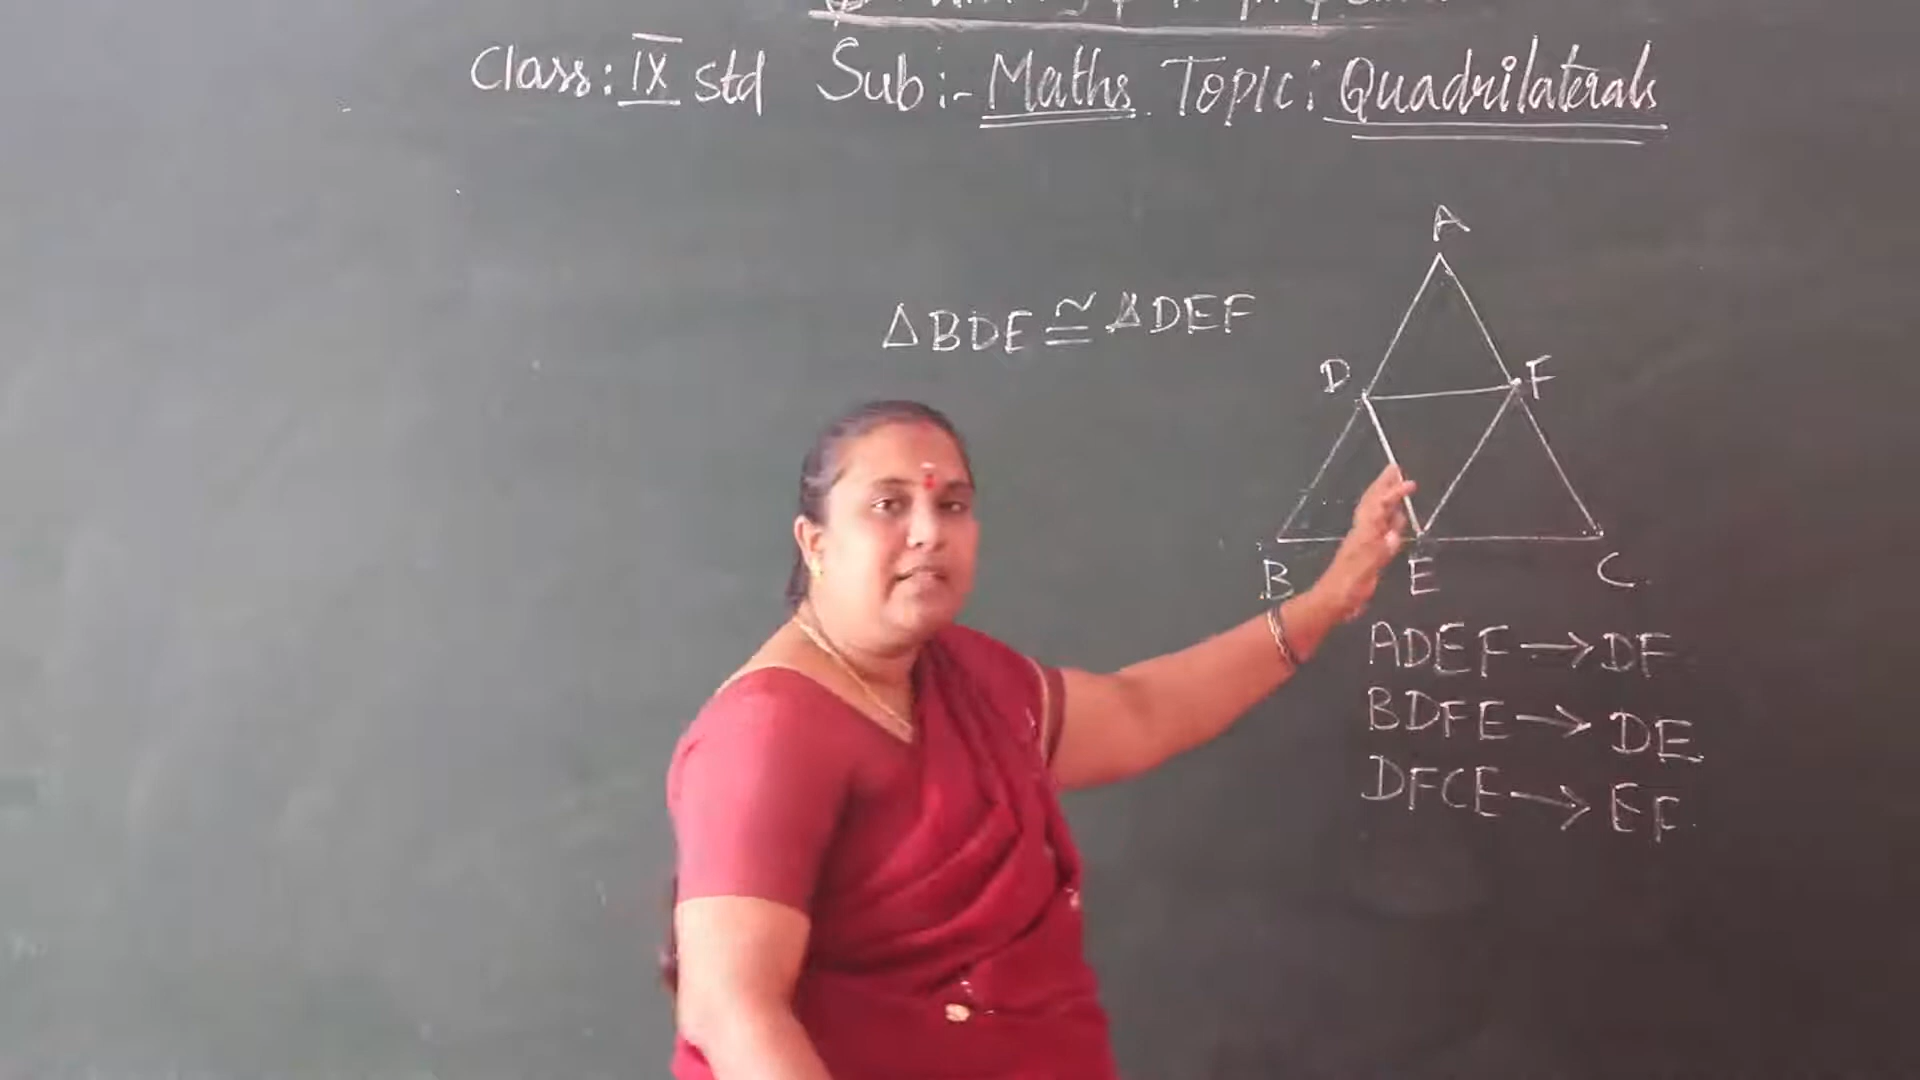 Class: IX std Sub:- Maths Topic: Quadrilaterals
A
ΔBDE ≅ ΔDEF
D F
B E C
ADEF → DF
BDFE → DE
DFCE → EF